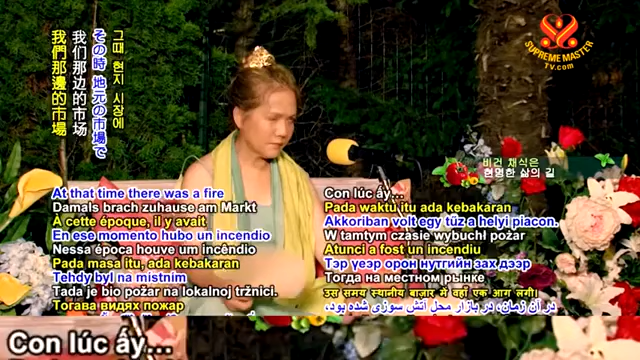 SUPREME MASTER
TV.com
그때 현지 시장에
その時 地元の市場で
我们那边的市场
我們那邊的市場
비건 채식은
현명한 삶의 길
At that time there was a fire
Damals brach zuhause am Markt
À cette époque, il y avait
En ese momento hubo un incendio
Nessa época houve um incêndio
Pada masa itu, ada kebakaran
Tehdy byl na místním
Tada je bio požar na lokalnoj tržnici.
Тогава видях пожар
Con lúc ấy...
Pada waktu itu ada kebakaran
Akkoriban volt egy tűz a helyi piacon.
W tamtym czasie wybuchł pożar
Atunci a fost un incendiu
Тэр үеэр орон нутгийн зах дээр
Тогда на местном рынке
उस समय स्थानीय बाज़ार में वहाँ एक आग लगी।
در آن زمان، در بازار محل آتش سوزی شده بود،
Con lúc ấy...